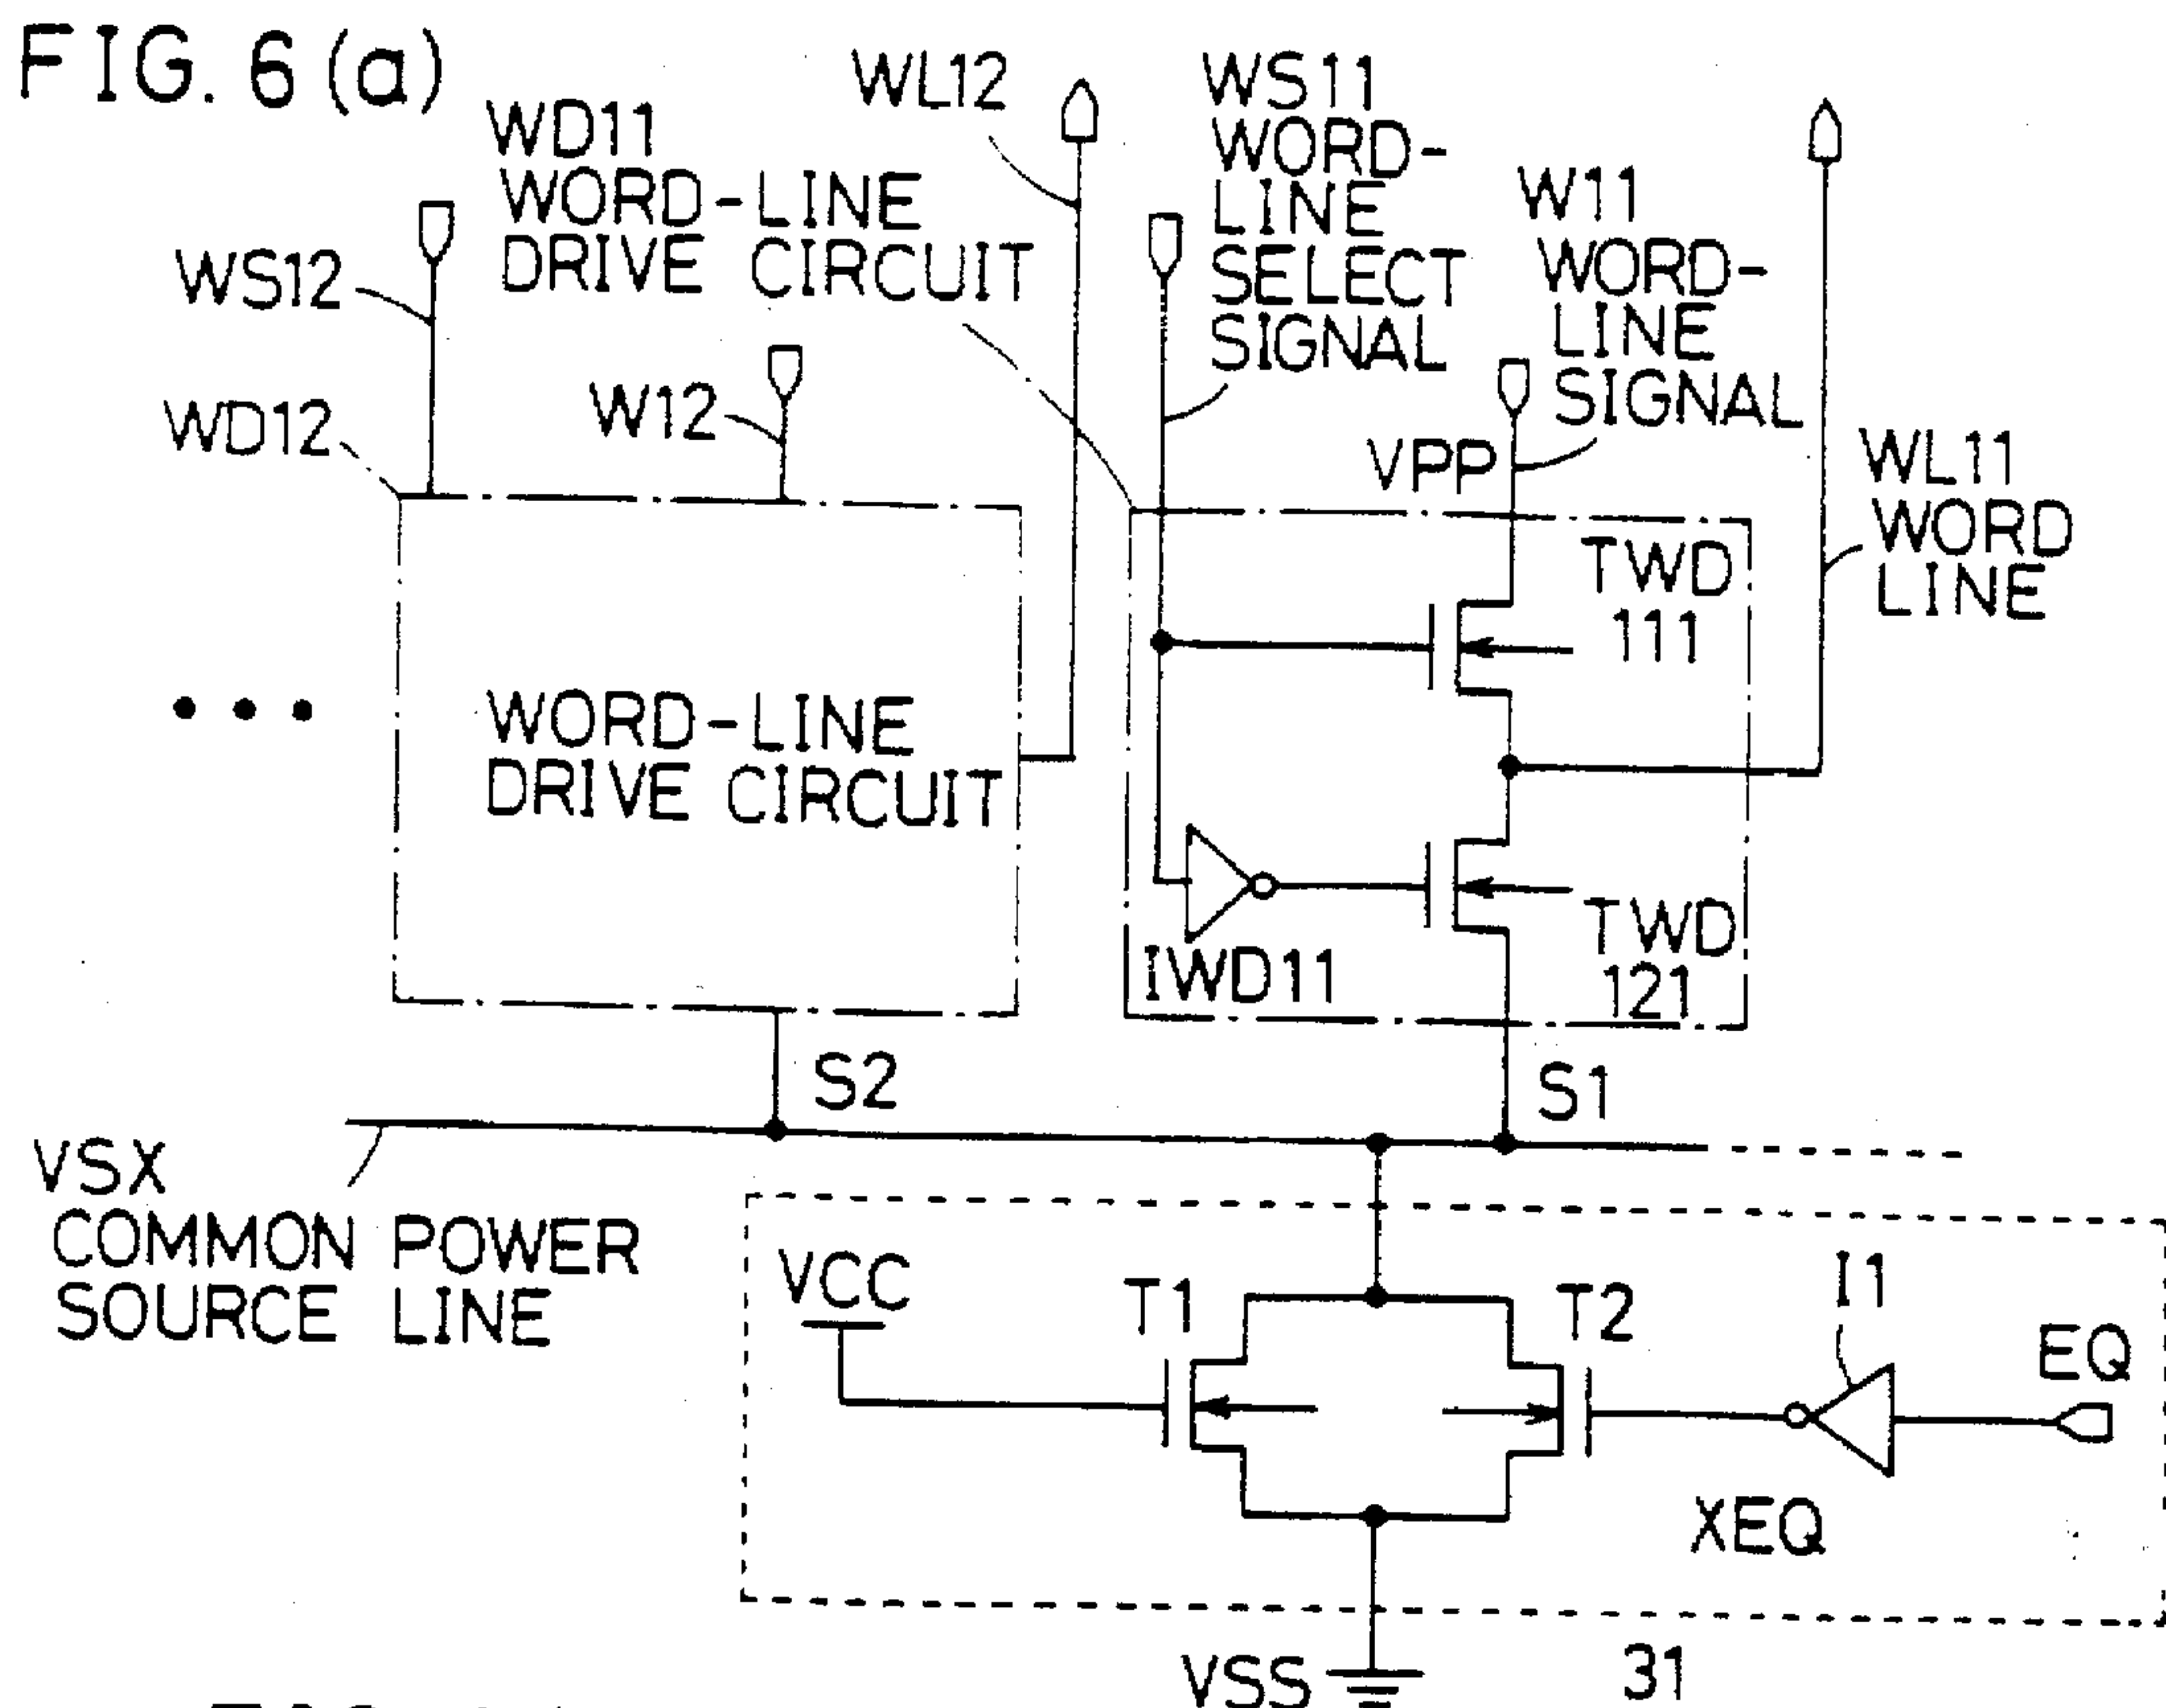 FIG. 6 (a)
WL12
WS11
WORD-
LINE
SELECT
SIGNAL
WD11
WORD-LINE
DRIVE CIRCUIT
W11
WORD-
LINE
SIGNAL
WS12
WD12
W12
VPP
WL11
WORD
LINE
TWD
111
WORD-LINE
DRIVE CIRCUIT
IWD11
TWD
121
S2
S1
VSX
COMMON POWER
SOURCE LINE
VCC
T1
T2
I1
EQ
XEQ
VSS
31